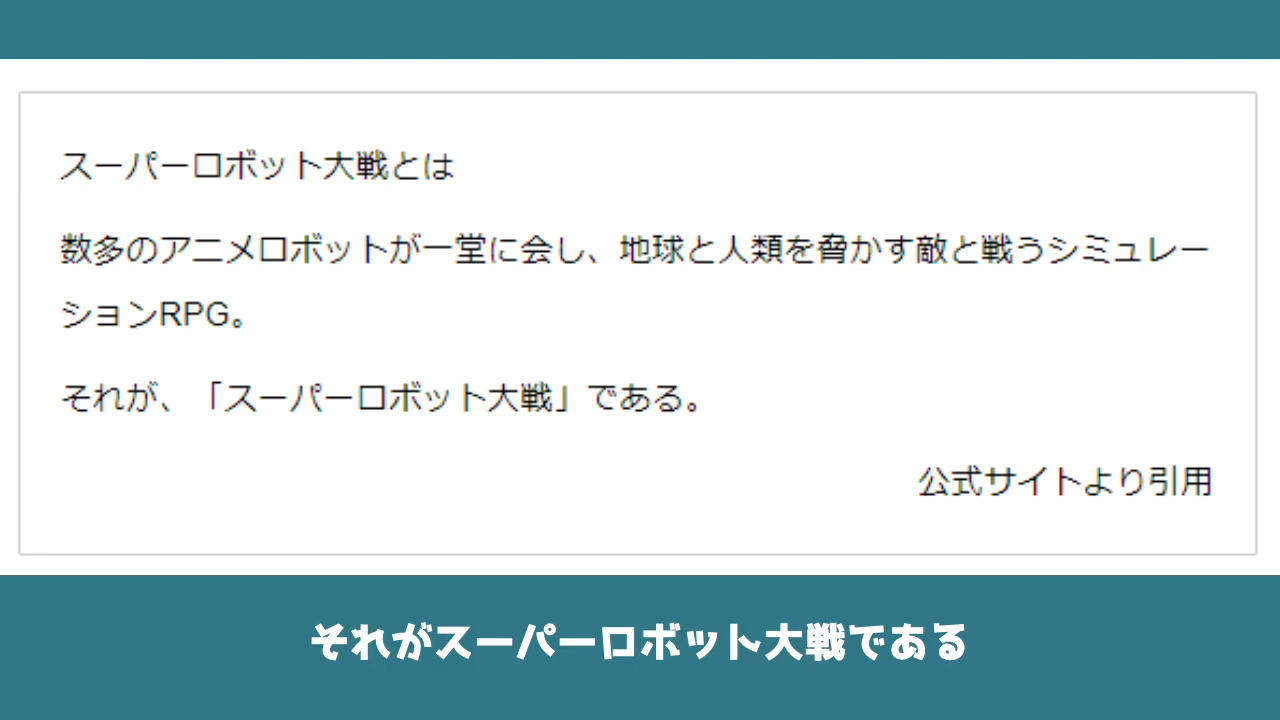 スーパーロボット大戦とは
数多のアニメロボットが一堂に会し、地球と人類を脅かす敵と戦うシミュレー
ションRPG。
それが、「スーパーロボット大戦」である。
公式サイトより引用
それがスーパーロボット大戦である